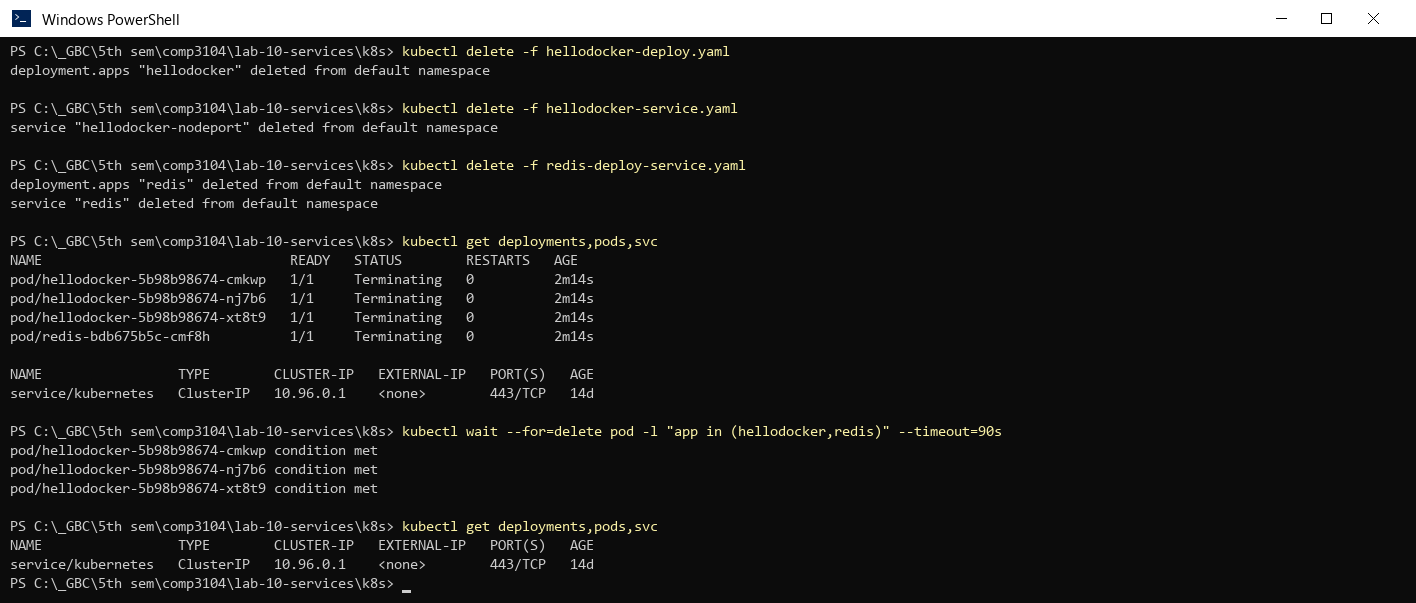 Windows PowerShell
PS C:\_GBC\5th sem\comp3104\lab-10-services\k8s> kubectl delete -f hellodocker-deploy.yaml
deployment.apps "hellodocker" deleted from default namespace
PS C:\_GBC\5th sem\comp3104\lab-10-services\k8s> kubectl delete -f hellodocker-service.yaml
service "hellodocker-nodeport" deleted from default namespace
PS C:\_GBC\5th sem\comp3104\lab-10-services\k8s> kubectl delete -f redis-deploy-service.yaml
deployment.apps "redis" deleted from default namespace
service "redis" deleted from default namespace
PS C:\_GBC\5th sem\comp3104\lab-10-services\k8s> kubectl get deployments,pods,svc
NAME                               READY   STATUS        RESTARTS   AGE
pod/hellodocker-5b98b98674-cmkwp   1/1     Terminating   0          2m14s
pod/hellodocker-5b98b98674-nj7b6   1/1     Terminating   0          2m14s
pod/hellodocker-5b98b98674-xt8t9   1/1     Terminating   0          2m14s
pod/redis-bdb675b5c-cmf8h          1/1     Terminating   0          2m14s
NAME                 TYPE        CLUSTER-IP   EXTERNAL-IP   PORT(S)   AGE
service/kubernetes   ClusterIP   10.96.0.1    <none>        443/TCP   14d
PS C:\_GBC\5th sem\comp3104\lab-10-services\k8s> kubectl wait --for=delete pod -l "app in (hellodocker,redis)" --timeout=90s
pod/hellodocker-5b98b98674-cmkwp condition met
pod/hellodocker-5b98b98674-nj7b6 condition met
pod/hellodocker-5b98b98674-xt8t9 condition met
PS C:\_GBC\5th sem\comp3104\lab-10-services\k8s> kubectl get deployments,pods,svc
NAME                 TYPE        CLUSTER-IP   EXTERNAL-IP   PORT(S)   AGE
service/kubernetes   ClusterIP   10.96.0.1    <none>        443/TCP   14d
PS C:\_GBC\5th sem\comp3104\lab-10-services\k8s>